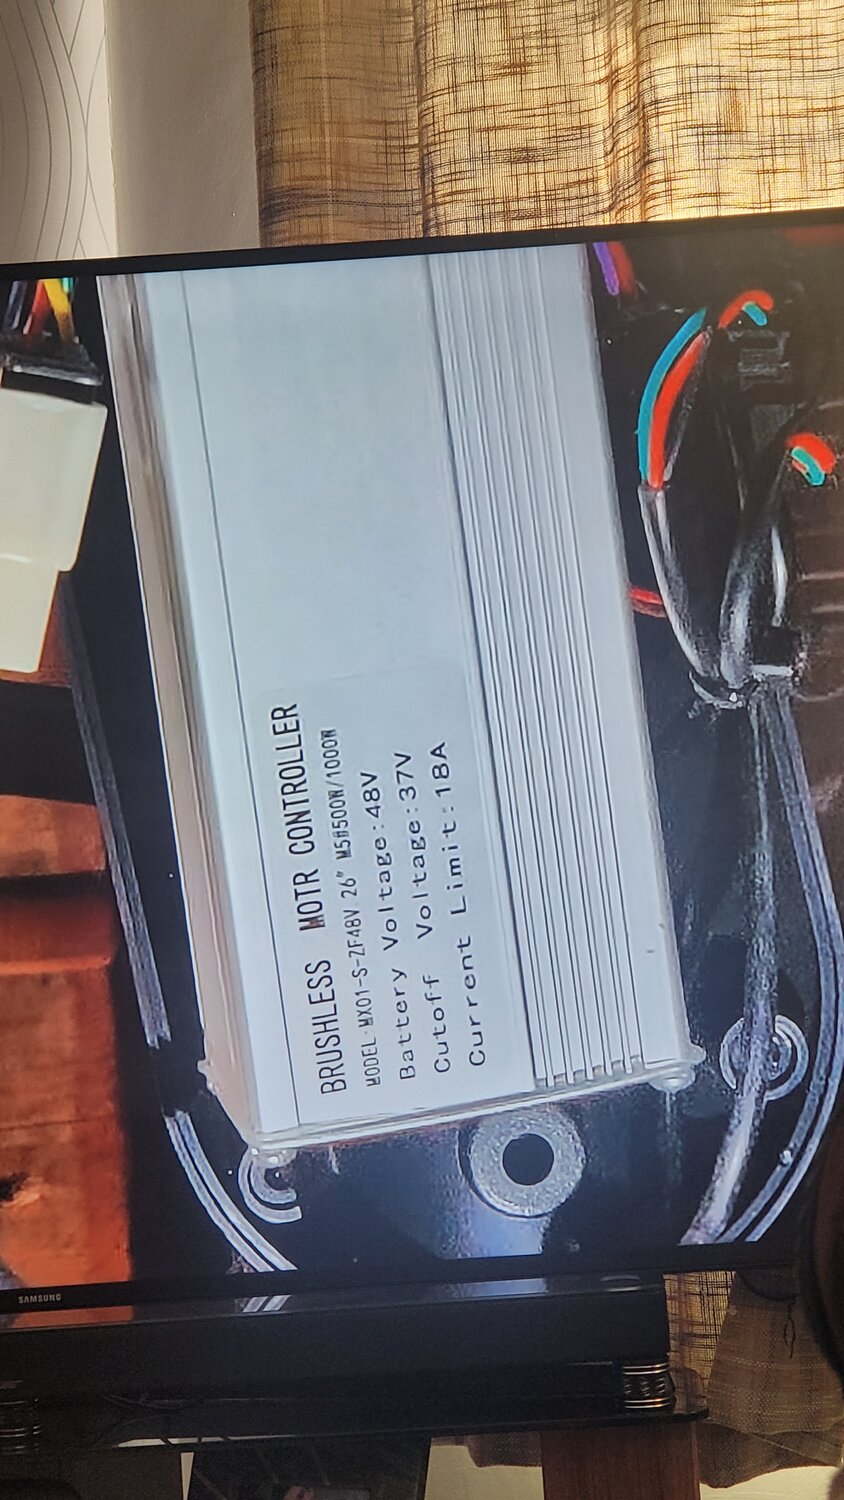 BRUSHLESS MOTR CONTROLLER
MODEL:MX01-S-ZF48V 26" M5H500W/1000W
Battery Voltage:48V
Cutoff Voltage:37V
Current Limit:18A
SAMSUNG